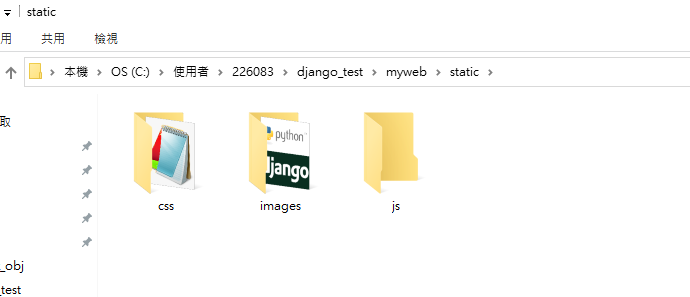 static
用 共用 檢視
本機 OS (C:) 使用者 226083 django_test myweb static
取
python
django
css images js
_obj
_test